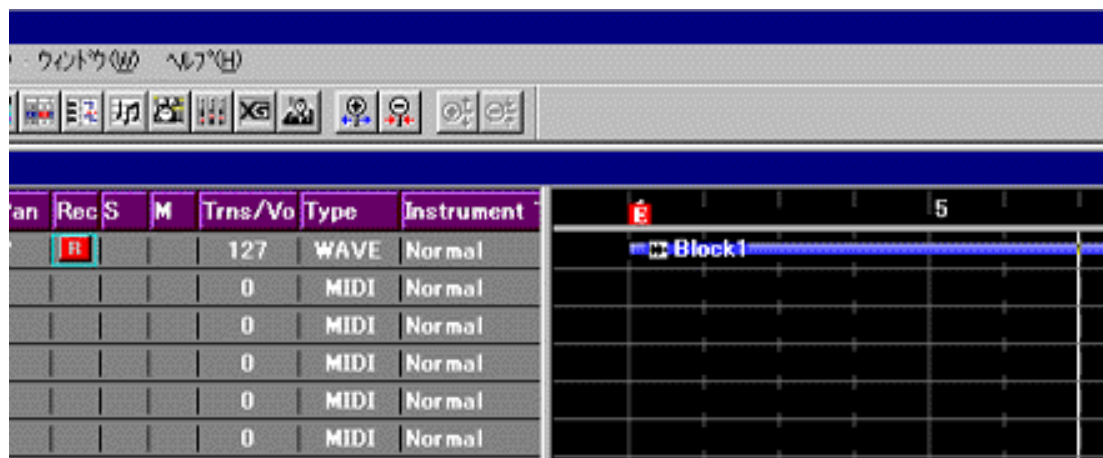 ウィンドウ(W) ヘルプ(H)
XG
Rec S M Trns/Vo Type Instrument 5
R 127 WAVE Normal Block1
0 MIDI Normal
0 MIDI Normal
0 MIDI Normal
0 MIDI Normal
0 MIDI Normal